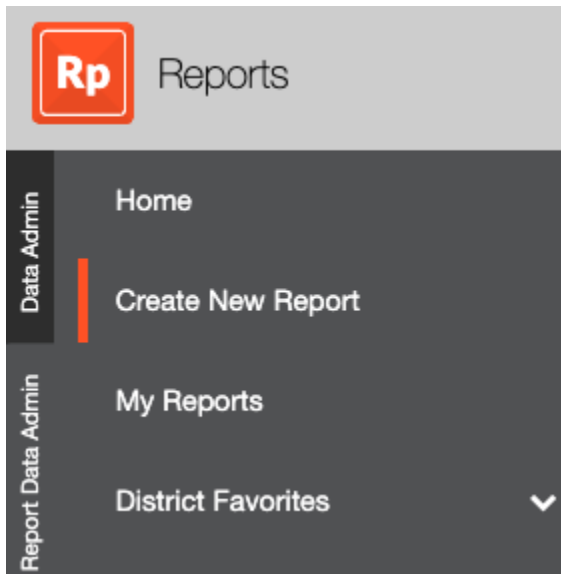 Rp
Reports
Data Admin
Report Data Admin
Home
Create New Report
My Reports
District Favorites